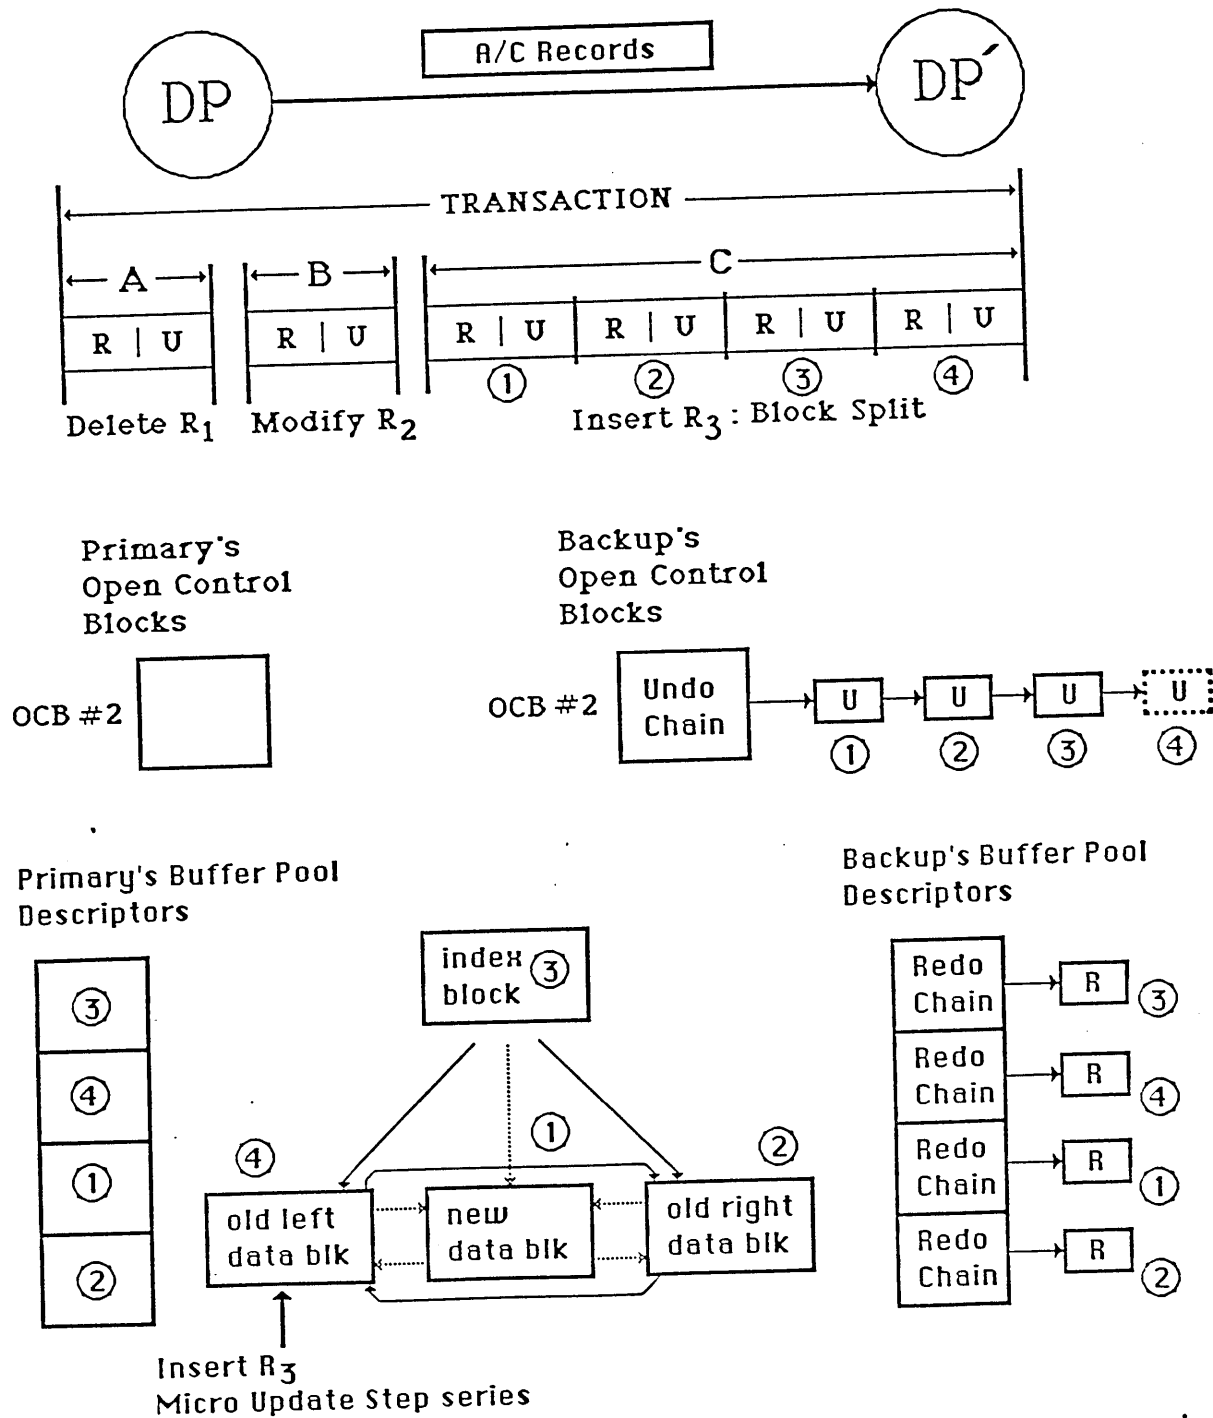 DP
A/C Records
DP´
TRANSACTION
A
B
C
R | U
R | U
R | U
R | U
R | U
R | U
1
2
3
4
Delete R1
Modify R2
Insert R3: Block Split
Primary's
Open Control
Blocks
Backup's
Open Control
Blocks
OCB #2
OCB #2
Undo
Chain
U
U
U
U
1
2
3
4
Primary's Buffer Pool
Descriptors
Backup's Buffer Pool
Descriptors
3
4
1
2
index
block
3
4
1
2
old left
data blk
new
data blk
old right
data blk
Insert R3
Micro Update Step series
Redo
Chain
R
3
Redo
Chain
R
4
Redo
Chain
R
1
Redo
Chain
R
2